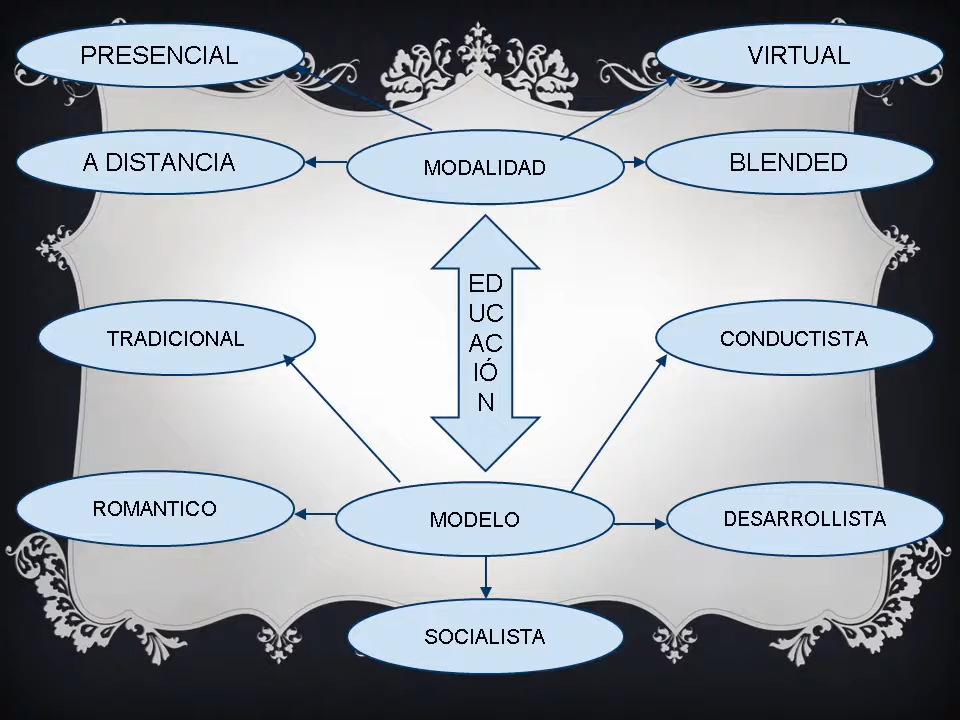 PRESENCIAL
VIRTUAL
A DISTANCIA
MODALIDAD
BLENDED
ED
UC
AC
IÓ
N
TRADICIONAL
CONDUCTISTA
ROMANTICO
MODELO
DESARROLLISTA
SOCIALISTA